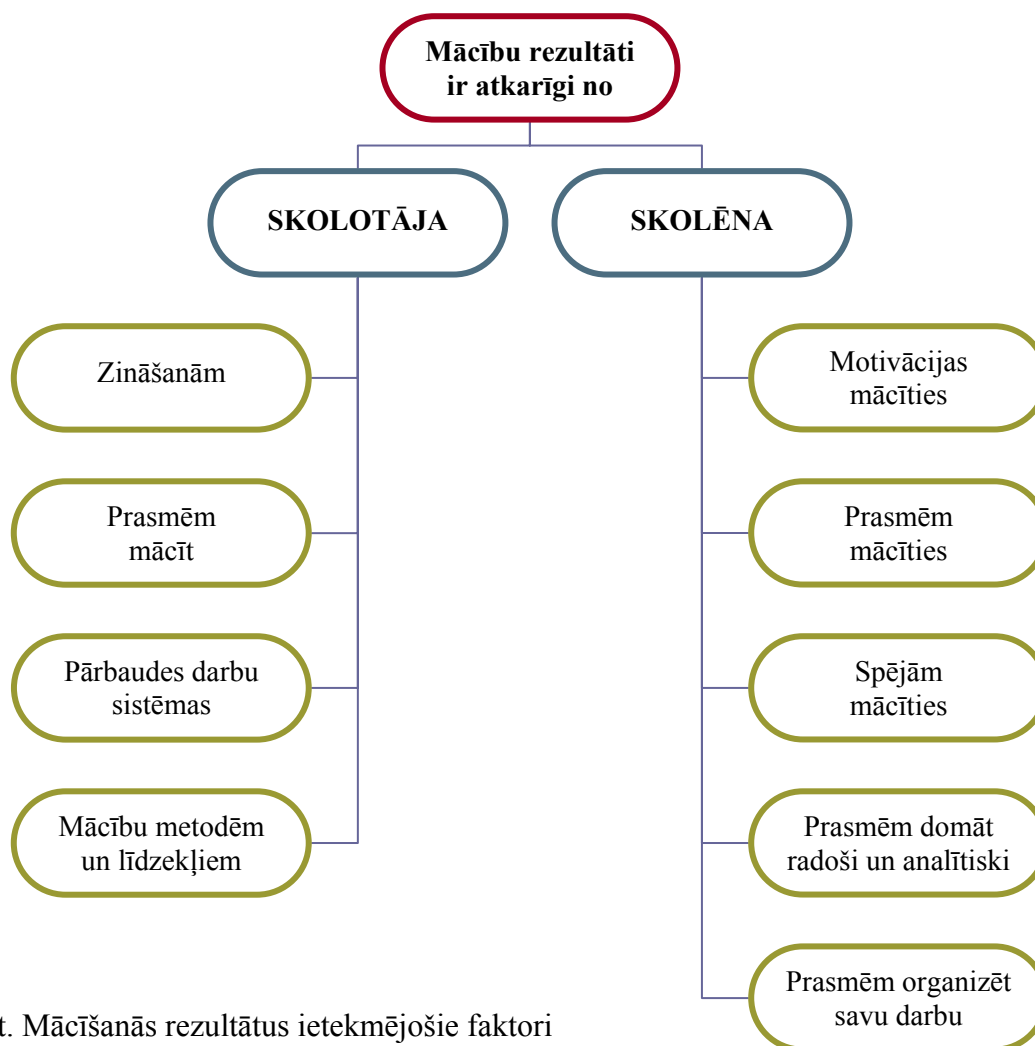 Mācību rezultāti
ir atkarīgi no
SKOLOTĀJA
SKOLĒNA
Zināšanām
Prasmēm
mācīt
Pārbaudes darbu
sistēmas
Mācību metodēm
un līdzekļiem
Motivācijas
mācīties
Prasmēm
mācīties
Spējām
mācīties
Prasmēm domāt
radoši un analītiski
Prasmēm organizēt
savu darbu
t. Mācīšanās rezultātus ietekmējošie faktori